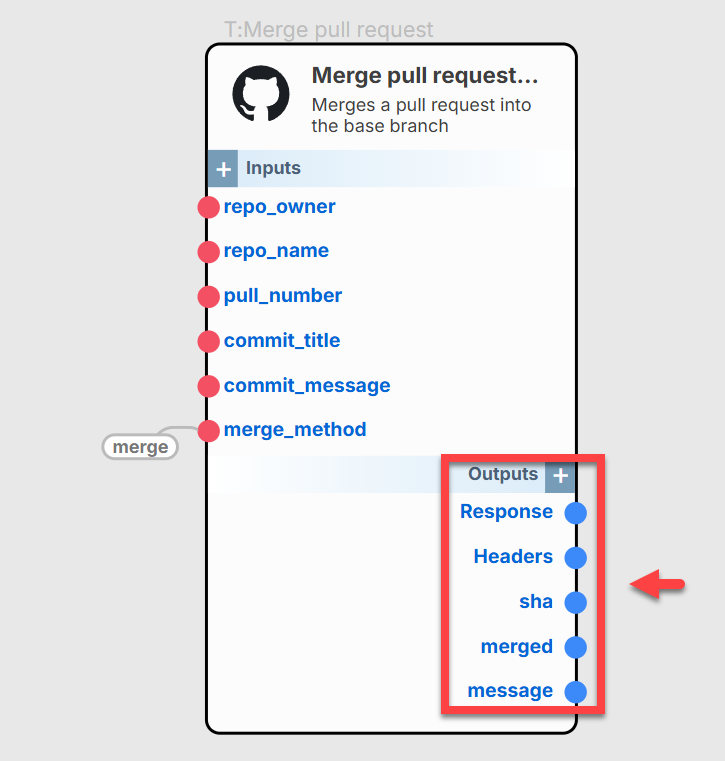 T:Merge pull request
Merge pull request...
Merges a pull request into
the base branch
+ Inputs
repo_owner
repo_name
pull_number
commit_title
commit_message
merge_method
merge
Outputs +
Response
Headers
sha
merged
message